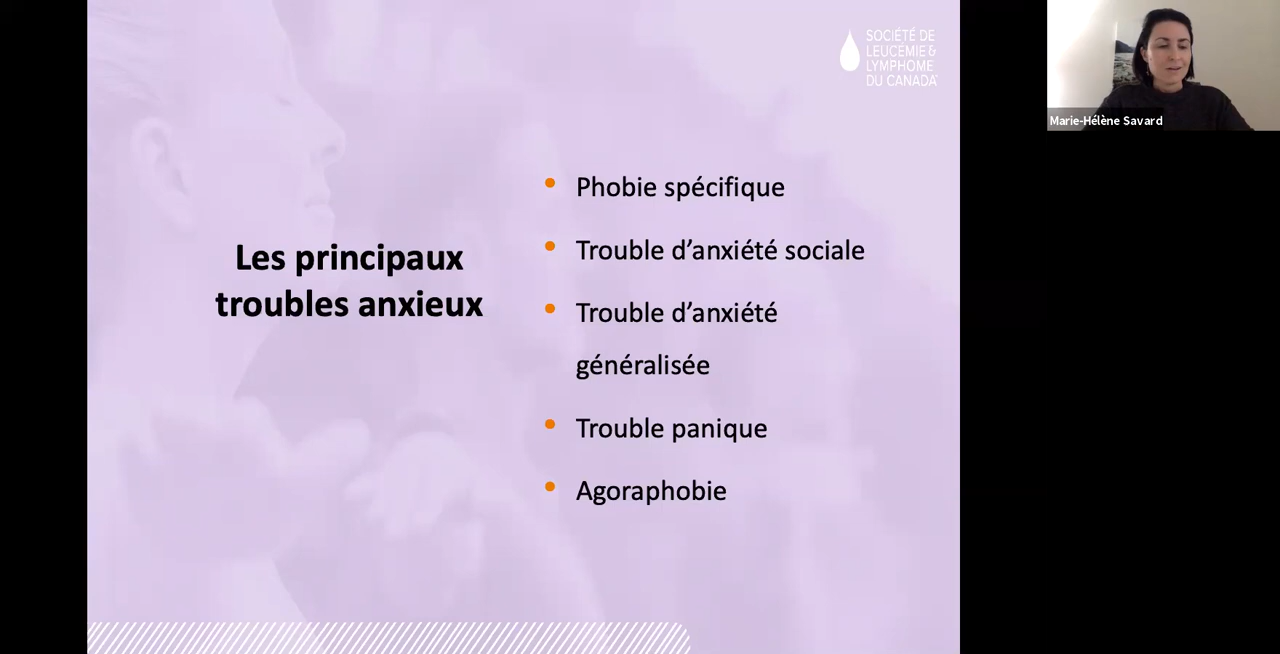 SOCIÉTÉ DE
LEUCÉMIE &
LYMPHOME
DU CANADA
Marie-Hélène Savard
Les principaux
troubles anxieux
• Phobie spécifique
• Trouble d’anxiété sociale
• Trouble d’anxiété
généralisée
• Trouble panique
• Agoraphobie